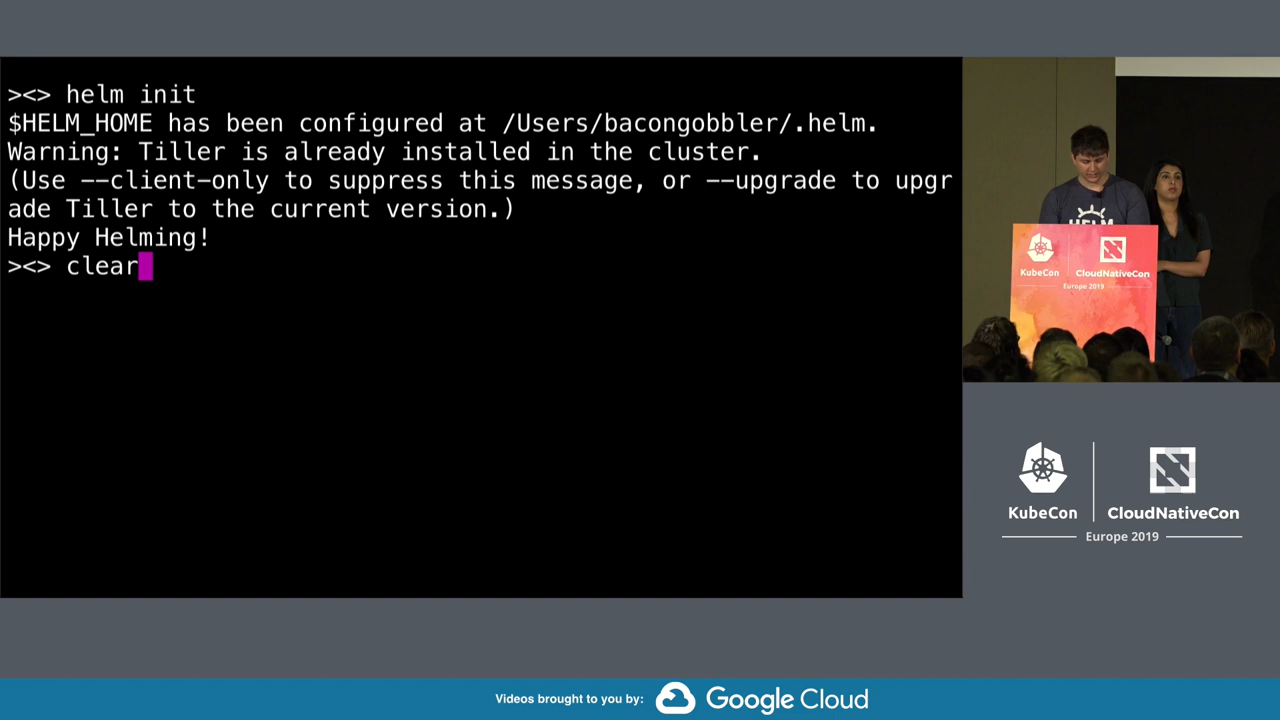 ><> helm init
$HELM_HOME has been configured at /Users/bacongobbler/.helm.
Warning: Tiller is already installed in the cluster.
(Use --client-only to suppress this message, or --upgrade to upgr
ade Tiller to the current version.)
Happy Helming!
><> clear
HELM
KubeCon
CloudNativeCon
Europe 2019
KubeCon
CloudNativeCon
Europe 2019
Videos brought to you by:
Google Cloud